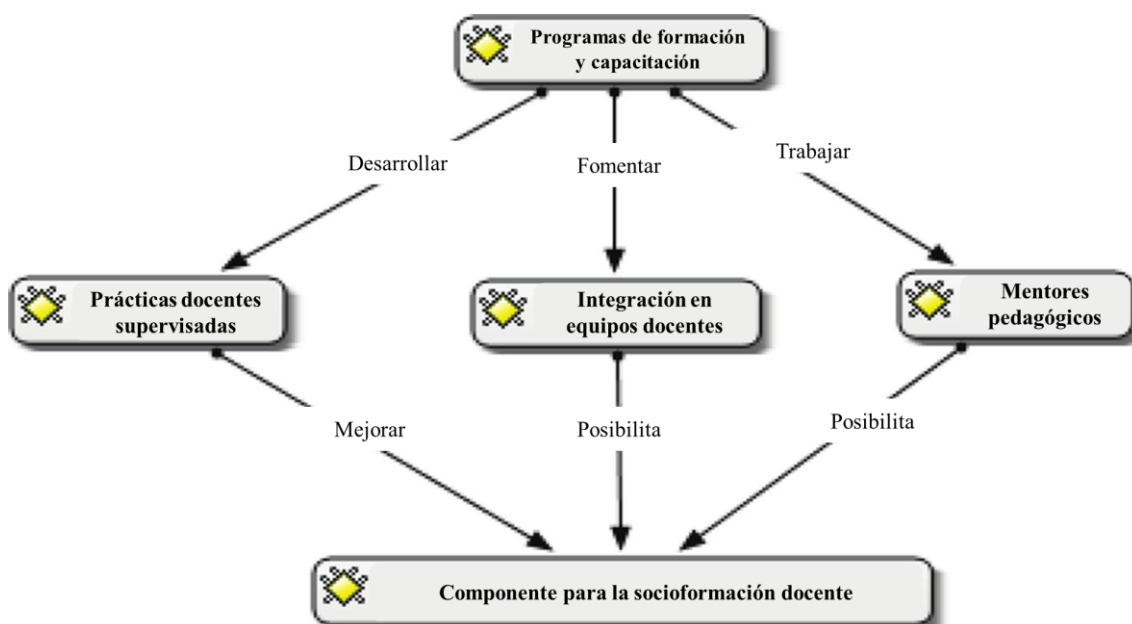 Programas de formación
y capacitación
Desarrollar
Fomentar
Trabajar
Prácticas docentes
supervisadas
Integración en
equipos docentes
Mentores
pedagógicos
Mejorar
Posibilita
Posibilita
Componente para la socioformación docente